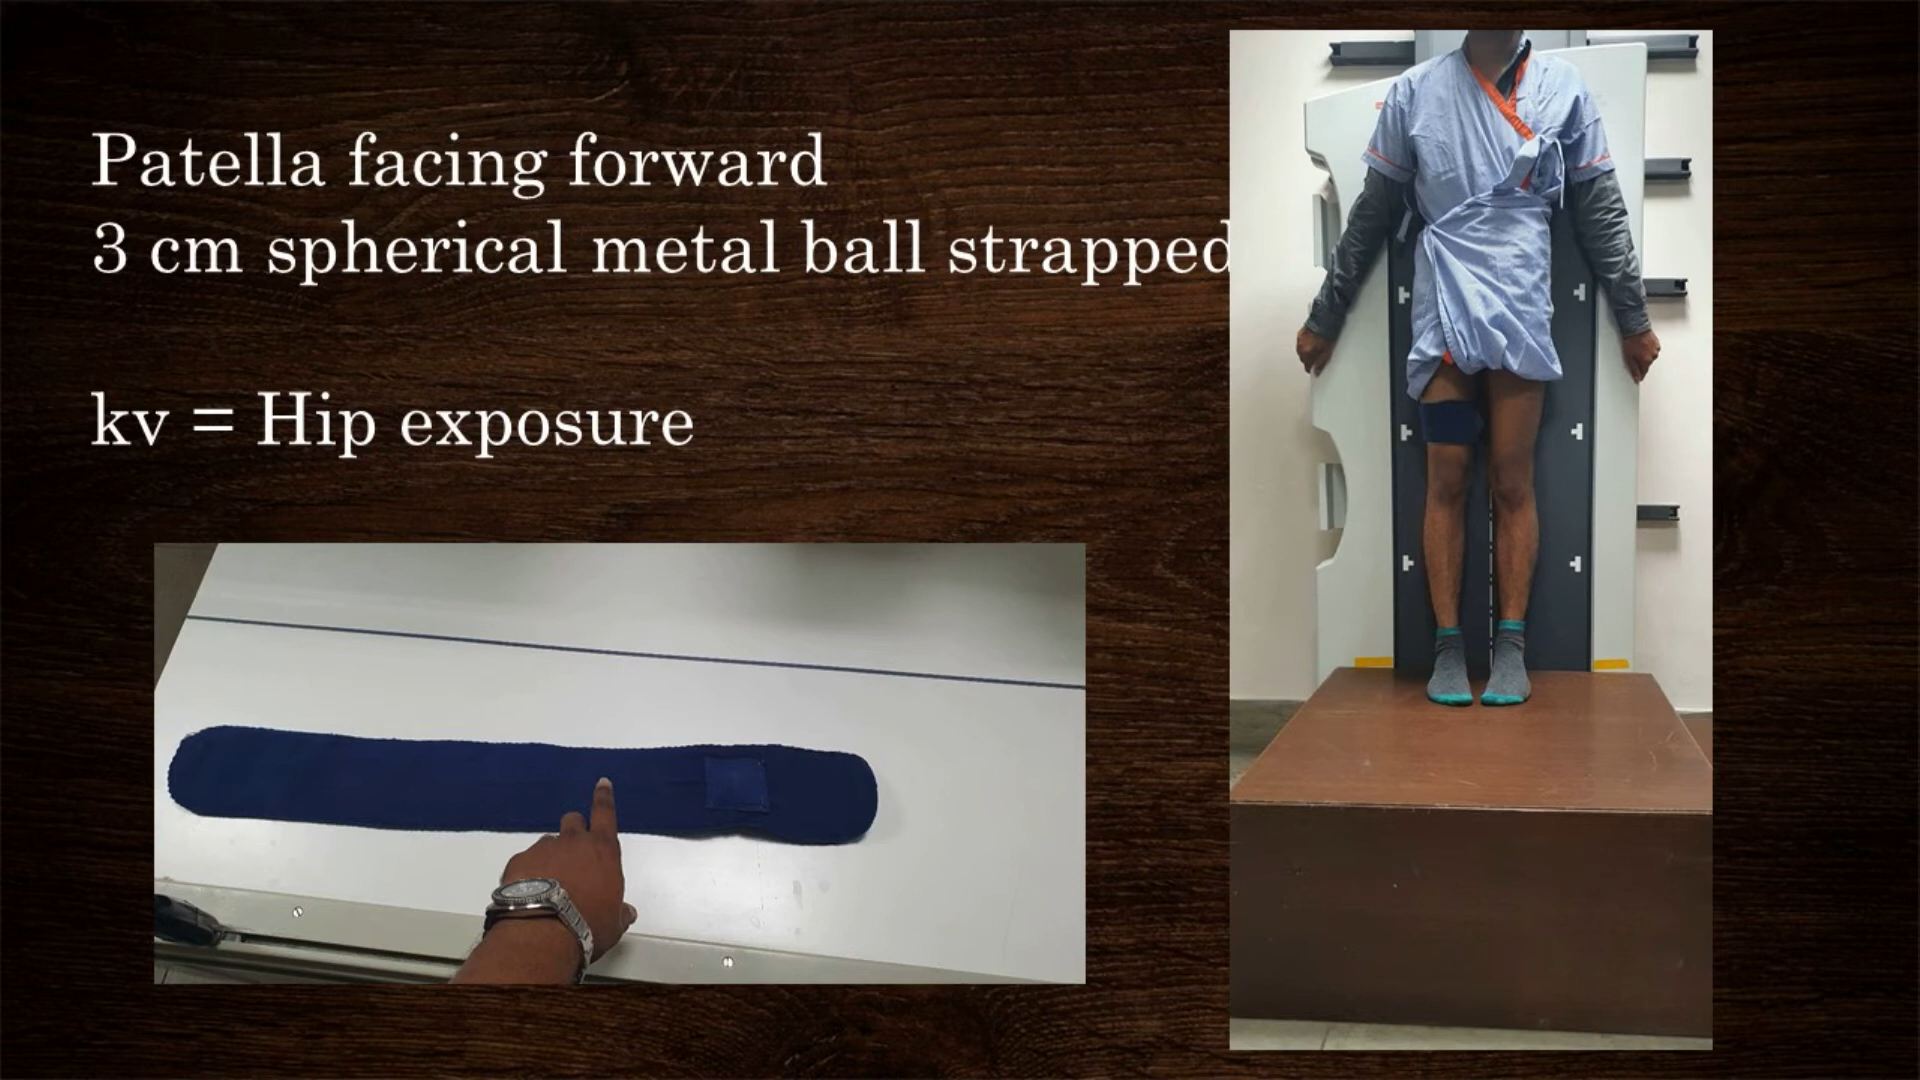 Patella facing forward
3 cm spherical metal ball strapped
kv = Hip exposure